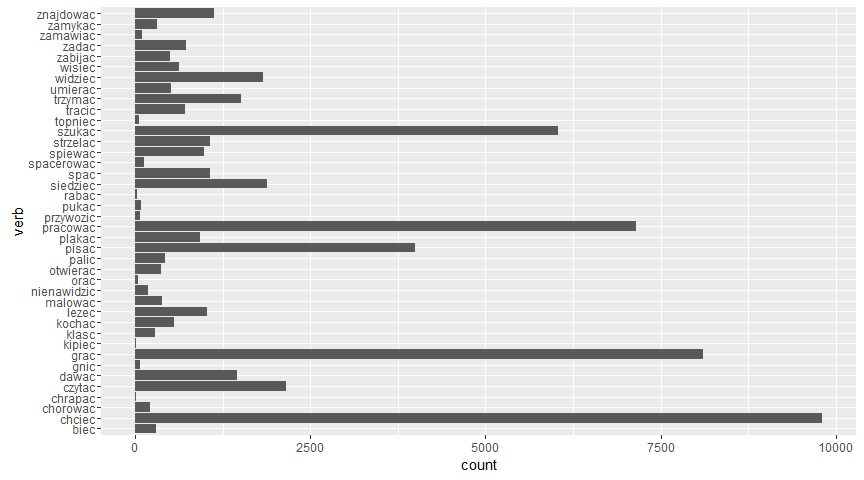 znajdowac
zamykac
zamawiac
zadac
zabijac
wisiec
widziec
umierac
trzymac
tracic
topniec
szukac
strzelac
spiewac
spacerowac
spac
siedziec
rabac
pukac
przywozic
pracowac
plakac
pisac
palic
otwierac
orac
nienawidzic
malowac
lezec
kochac
klasc
kipiec
grac
gnic
dawac
czytac
chrapac
chorowac
chciec
biec
verb
0 2500 5000 7500 10000
count